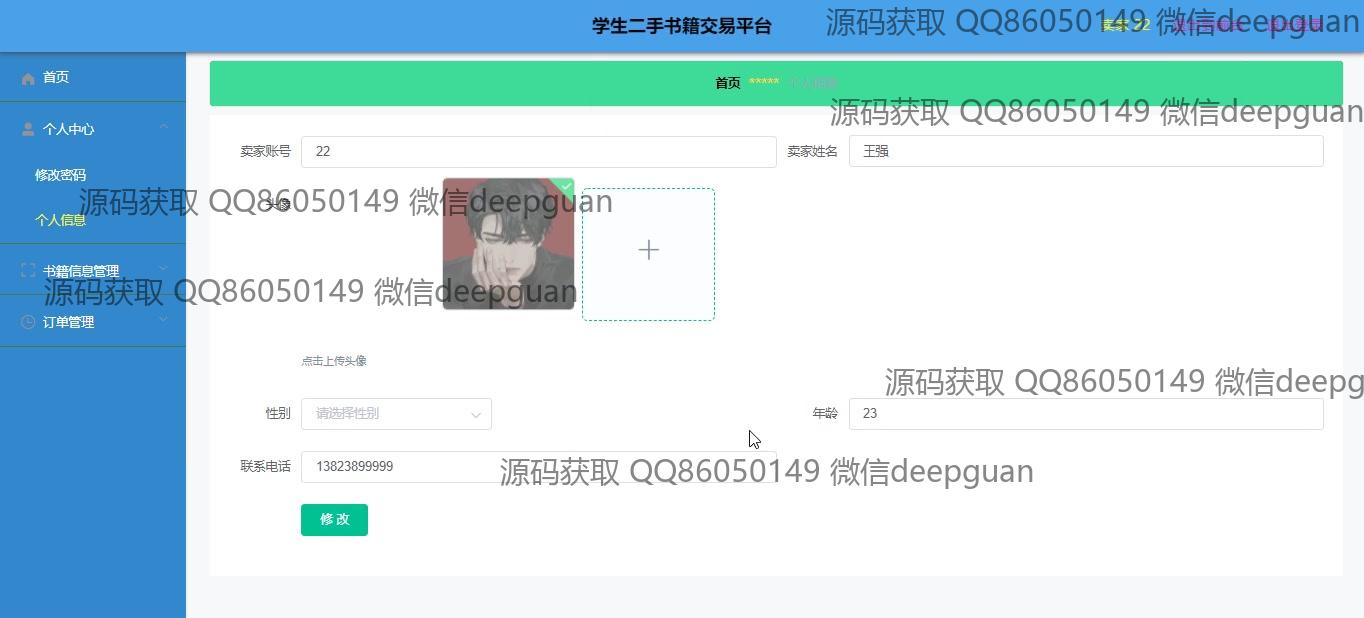 学生二手书籍交易平台
源码获取 QQ86050149 微信deepguan
卖家 22
首页
首页 ***** 个人信息
源码获取 QQ86050149 微信deepguan
个人中心
卖家账号 22
卖家姓名 王强
修改密码
头像
源码获取 QQ86050149 微信deepguan
个人信息
书籍信息管理
源码获取 QQ86050149 微信deepguan
订单管理
点击上传头像
源码获取 QQ86050149 微信deepg
性别 请选择性别
年龄 23
联系电话 13823899999
源码获取 QQ86050149 微信deepguan
修 改